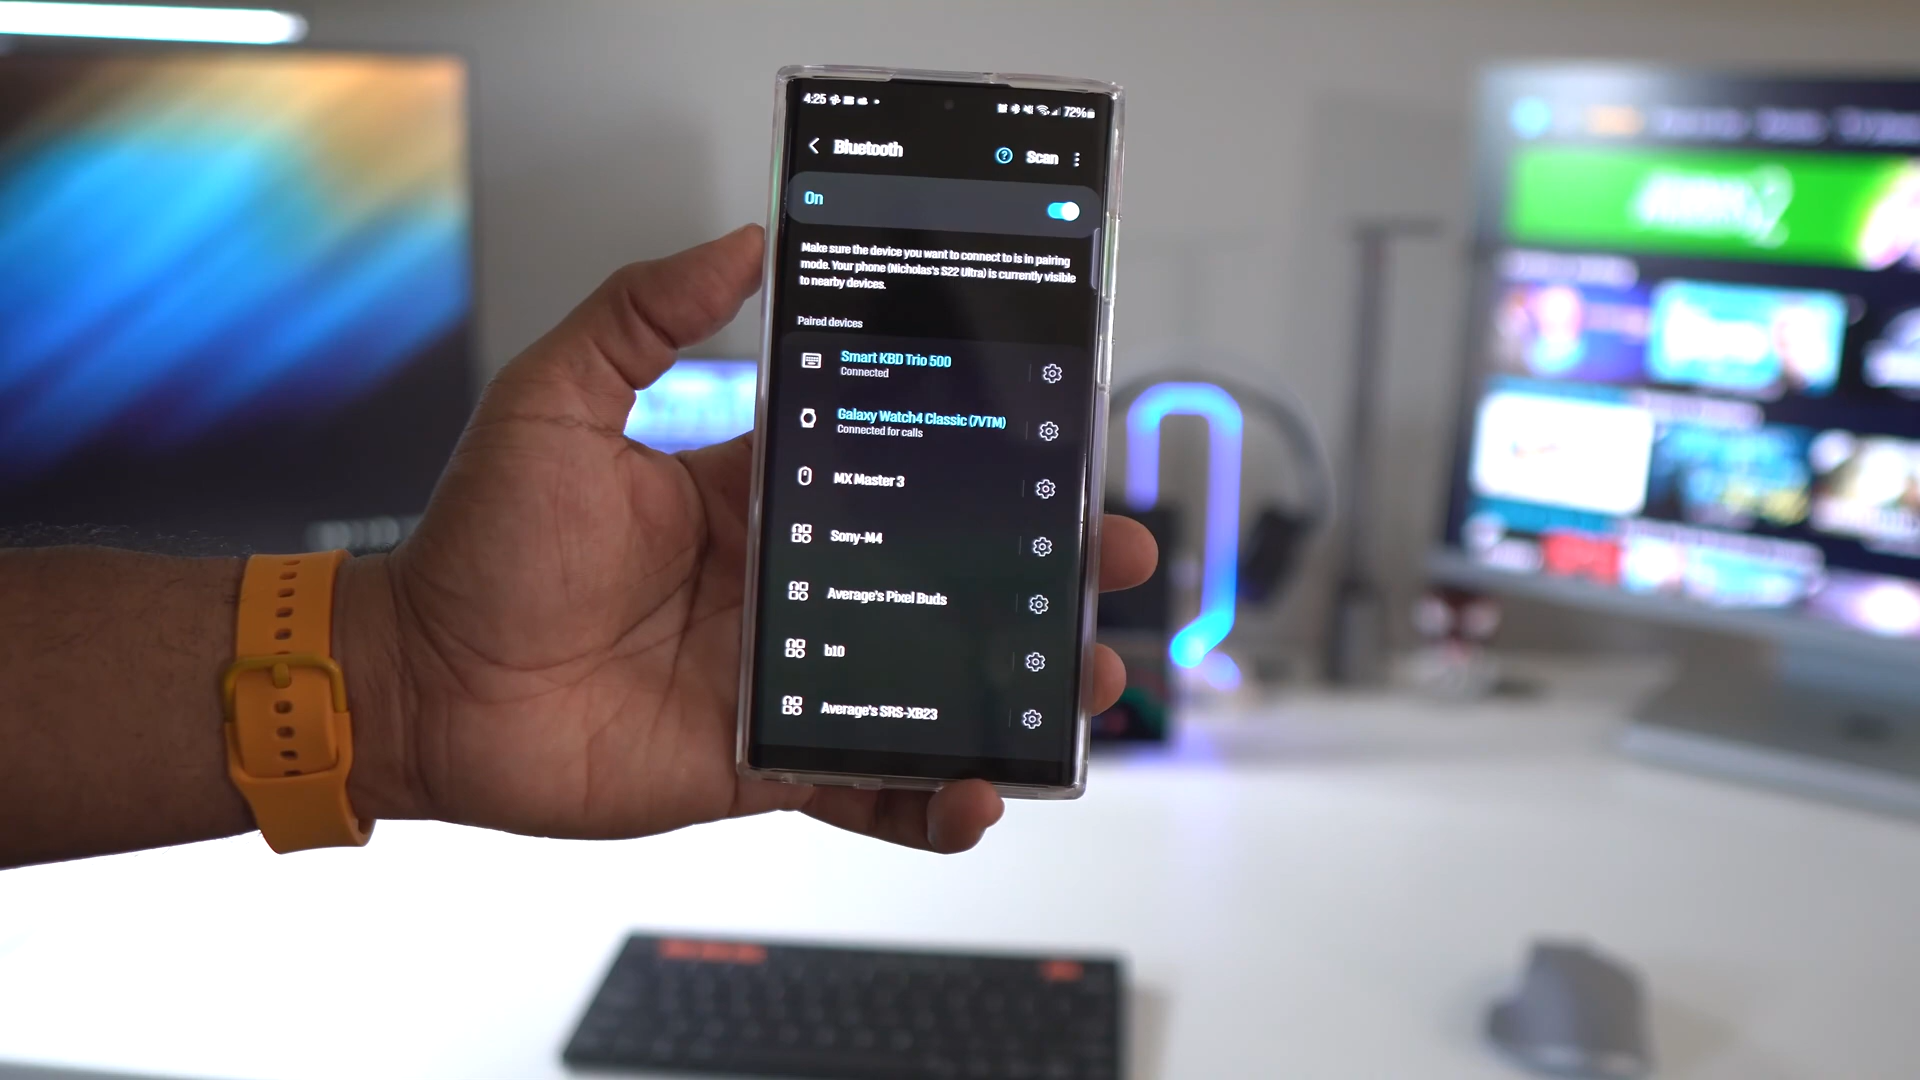 4:25
72%
Bluetooth
Scan
On
Make sure the device you want to connect to is in pairing
mode. Your phone (Nicholas's S22 Ultra) is currently visible
to nearby devices.
Paired devices
Smart KBD Trio 500
Connected
Galaxy Watch4 Classic (7VTM)
Connected for calls
MX Master 3
Sony-M4
Average's Pixel Buds
b10
Average's SRS-XB23